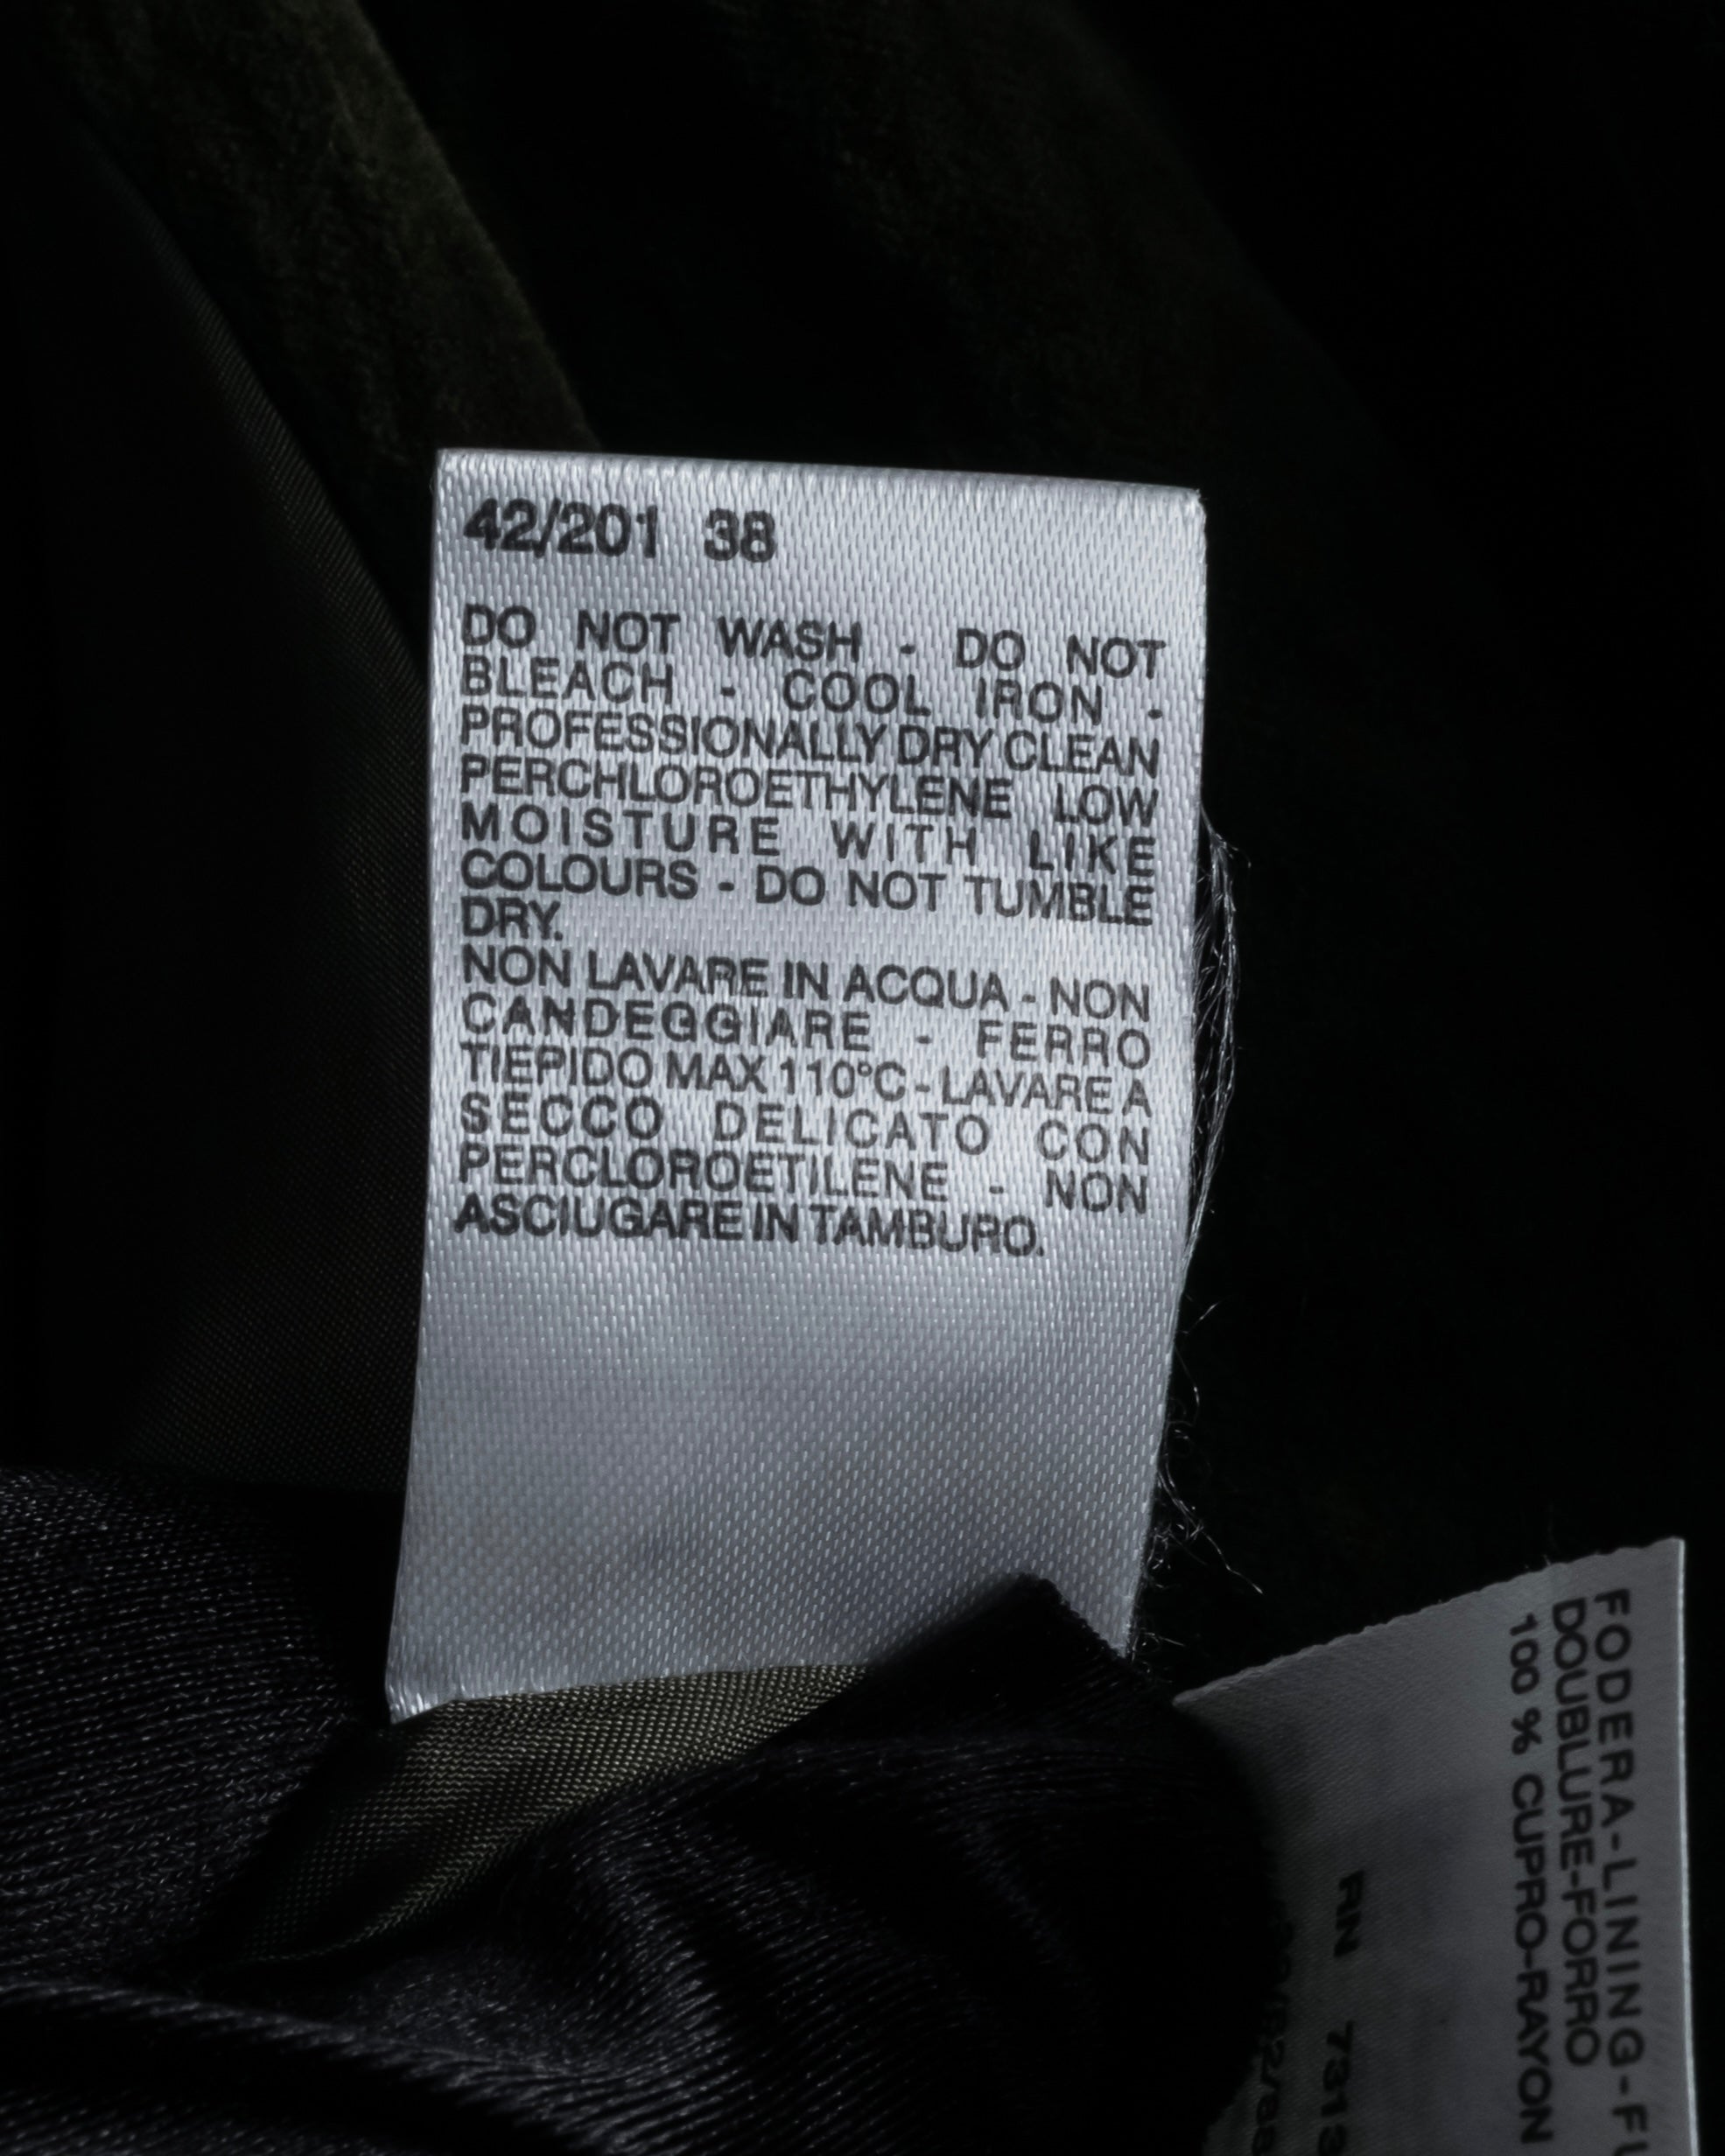 42/201 38
DO NOT WASH - DO NOT
BLEACH - COOL IRON -
PROFESSIONALLY DRY CLEAN
PERCHLOROETHYLENE LOW
MOISTURE WITH LIKE
COLOURS - DO NOT TUMBLE
DRY.
NON LAVARE IN ACQUA - NON
CANDEGGIARE - FERRO
TIEPIDO MAX 110°C - LAVARE A
SECCO DELICATO CON
PERCLOROETILENE - NON
ASCIUGARE IN TAMBURO.
FODERA-LINING-
DOUBLURE-FORRO
100 % CUPRO-RAYON
RN